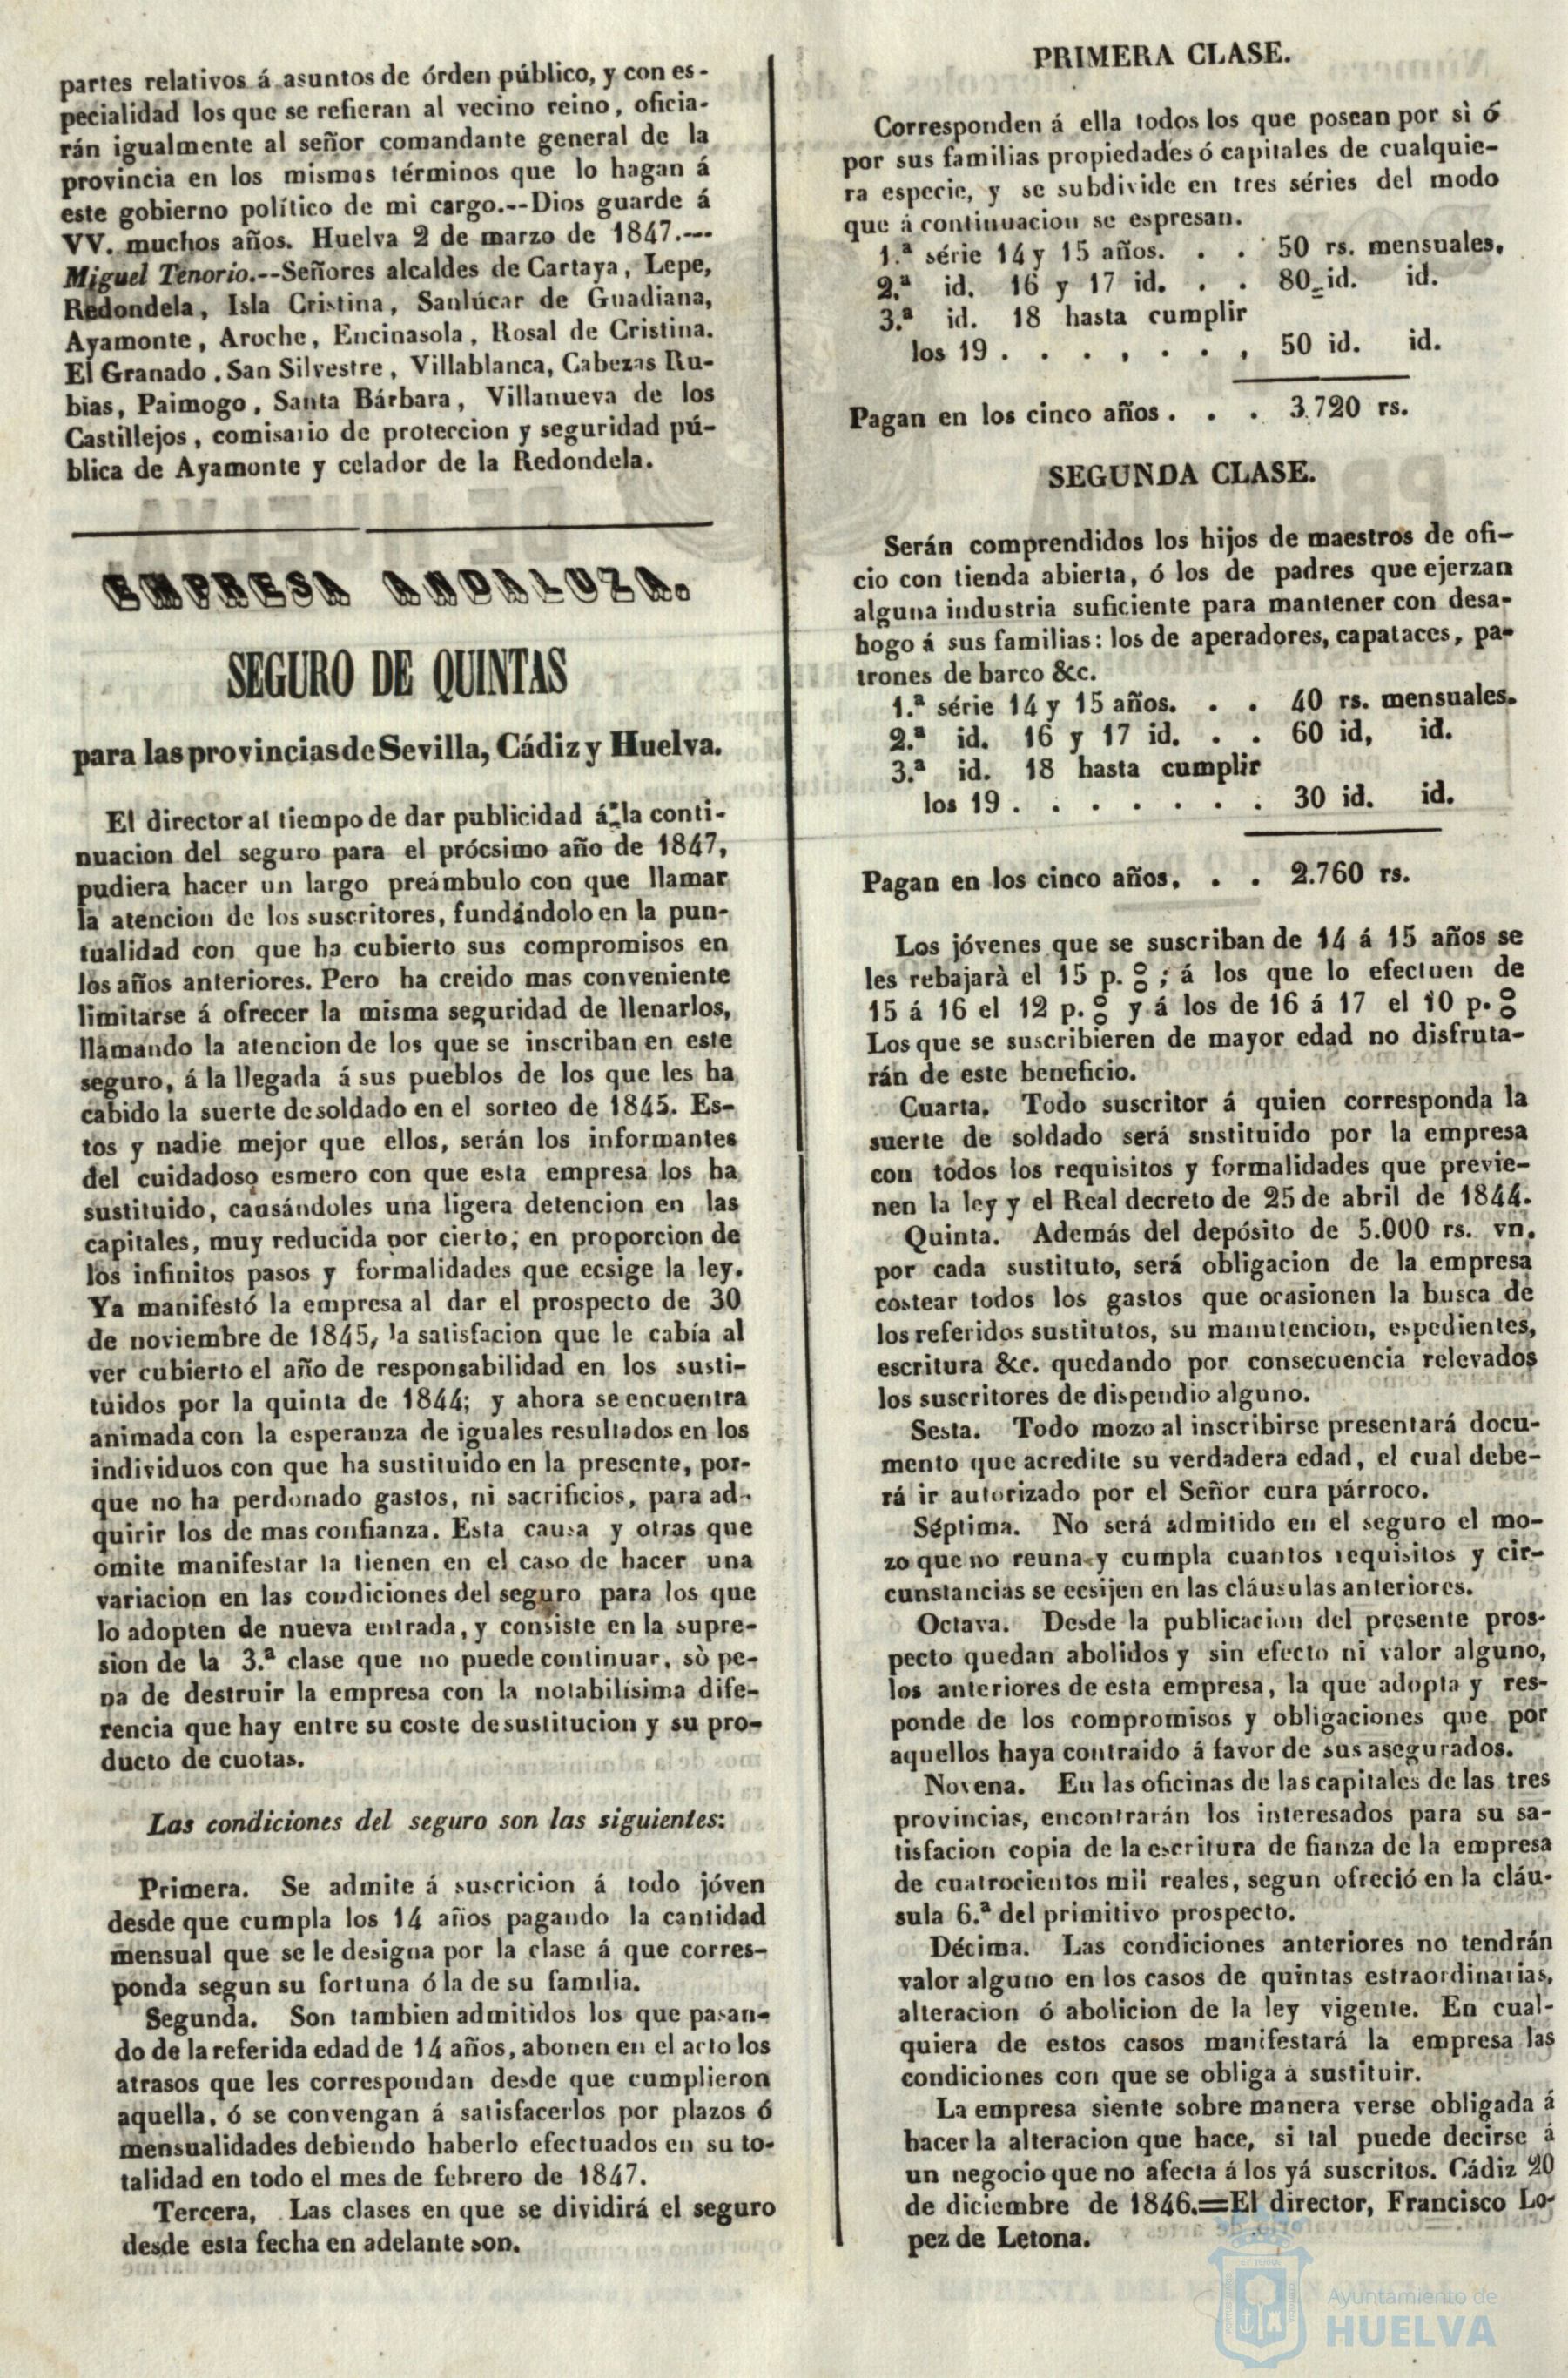 partes relativos á asuntos de órden público, y con es-
pecialidad los que se refieran al vecino reino, oficia-
rán igualmente al señor comandante general de la
provincia en los mismos términos que lo hagan á
este gobierno político de mi cargo.--Dios guarde á
VV. muchos años. Huelva 2 de marzo de 1847.---
Miguel Tenorio.--Señores alcaldes de Cartaya, Lepe,
Redondela, Isla Cristina, Sanlúcar de Guadiana,
Ayamonte, Aroche, Encinasola, Rosal de Cristina.
El Granado, San Silvestre, Villablanca, Cabezas Ru-
bias, Paimogo, Santa Bárbara, Villanueva de los
Castillejos, comisario de proteccion y seguridad pú-
blica de Ayamonte y celador de la Redondela.
EMPRESA ANDALUZA.
SEGURO DE QUINTAS
para las provincias de Sevilla, Cádiz y Huelva.
El director al tiempo de dar publicidad á la conti-
nuacion del seguro para el prócsimo año de 1847,
pudiera hacer un largo preámbulo con que llamar
la atencion de los suscritores, fundándolo en la pun-
tualidad con que ha cubierto sus compromisos en
los años anteriores. Pero ha creido mas conveniente
limitarse á ofrecer la misma seguridad de llenarlos,
llamando la atencion de los que se inscriban en este
seguro, á la llegada á sus pueblos de los que les ha
cabido la suerte de soldado en el sorteo de 1845. Es-
tos y nadie mejor que ellos, serán los informantes
del cuidadoso esmero con que esta empresa los ha
sustituido, causándoles una ligera detencion en las
capitales, muy reducida por cierto, en proporcion de
los infinitos pasos y formalidades que ecsige la ley.
Ya manifestó la empresa al dar el prospecto de 30
de noviembre de 1845, la satisfacion que le cabía al
ver cubierto el año de responsabilidad en los susti-
tuidos por la quinta de 1844; y ahora se encuentra
animada con la esperanza de iguales resultados en los
individuos con que ha sustituido en la presente, por-
que no ha perdonado gastos, ni sacrificios, para ad-
quirir los de mas confianza. Esta causa y otras que
omite manifestar la tienen en el caso de hacer una
variacion en las condiciones del seguro para los que
lo adopten de nueva entrada, y consiste en la supre-
sion de la 3.ª clase que no puede continuar, sò pe-
na de destruir la empresa con la notabilísima dife-
rencia que hay entre su coste de sustitucion y su pro-
ducto de cuotas.
Las condiciones del seguro son las siguientes:
Primera. Se admite á suscricion á todo jóven
desde que cumpla los 14 años pagando la cantidad
mensual que se le designa por la clase á que corres-
ponda segun su fortuna ó la de su familia.
Segunda. Son tambien admitidos los que pasan-
do de la referida edad de 14 años, abonen en el acto los
atrasos que les correspondan desde que cumplieron
aquella, ó se convengan á satisfacerlos por plazos ó
mensualidades debiendo haberlo efectuados en su to-
talidad en todo el mes de febrero de 1847.
Tercera, Las clases en que se dividirá el seguro
desde esta fecha en adelante son.
PRIMERA CLASE.
Corresponden á ella todos los que posean por sì ó
por sus familias propiedades ó capitales de cualquie-
ra especie, y se subdivide en tres séries del modo
que á continuacion se espresan.
1.ª série 14 y 15 años. . . 50 rs. mensuales,
2.ª id. 16 y 17 id. . . 80 id. id.
3.ª id. 18 hasta cumplir
los 19 . . . , . . , 50 id. id.
Pagan en los cinco años . . . 3.720 rs.
SEGUNDA CLASE.
Serán comprendidos los hijos de maestros de ofi-
cio con tienda abierta, ó los de padres que ejerzan
alguna industria suficiente para mantener con desa-
hogo á sus familias: los de aperadores, capataces, pa-
trones de barco &c.
1.ª série 14 y 15 años. . . 40 rs. mensuales.
2.ª id. 16 y 17 id. . . 60 id, id.
3.ª id. 18 hasta cumplir
los 19 . . . . . . . 30 id. id.
Pagan en los cinco años. . . 2.760 rs.
Los jóvenes que se suscriban de 14 á 15 años se
les rebajarà el 15 p. % ; á los que lo efectuen de
15 á 16 el 12 p. % y á los de 16 á 17 el 10 p. %
Los que se suscribieren de mayor edad no disfruta-
rán de este beneficio.
Cuarta. Todo suscritor á quien corresponda la
suerte de soldado será snstituido por la empresa
con todos los requisitos y formalidades que previe-
nen la ley y el Real decreto de 25 de abril de 1844.
Quinta. Además del depósito de 5.000 rs. vn.
por cada sustituto, será obligacion de la empresa
costear todos los gastos que ocasionen la busca de
los referidos sustitutos, su manutencion, espedientes,
escritura &c. quedando por consecuencia relevados
los suscritores de dispendio alguno.
Sesta. Todo mozo al inscribirse presentará docu-
mento que acredite su verdadera edad, el cual debe-
rá ir autorizado por el Señor cura párroco.
Séptima. No será admitido en el seguro el mo-
zo que no reuna y cumpla cuantos requisitos y cir-
cunstancias se ecsijen en las cláusulas anteriores.
Octava. Desde la publicacion del presente pros-
pecto quedan abolidos y sin efecto ni valor alguno,
los anteriores de esta empresa, la que adopta y res-
ponde de los compromisos y obligaciones que por
aquellos haya contraido á favor de sus asegurados.
Novena. En las oficinas de las capitales de las tres
provincias, encontrarán los interesados para su sa-
tisfacion copia de la escritura de fianza de la empresa
de cuatrocientos mil reales, segun ofreció en la cláu-
sula 6.ª del primitivo prospecto.
Décima. Las condiciones anteriores no tendrán
valor alguno en los casos de quintas estraordinarias,
alteracion ó abolicion de la ley vigente. En cual-
quiera de estos casos manifestará la empresa las
condiciones con que se obliga à sustituir.
La empresa siente sobre manera verse obligada á
hacer la alteracion que hace, si tal puede decirse á
un negocio que no afecta á los yá suscritos. Cádiz 20
de diciembre de 1846.=El director, Francisco Lo-
pez de Letona.
Ayuntamiento de
HUELVA